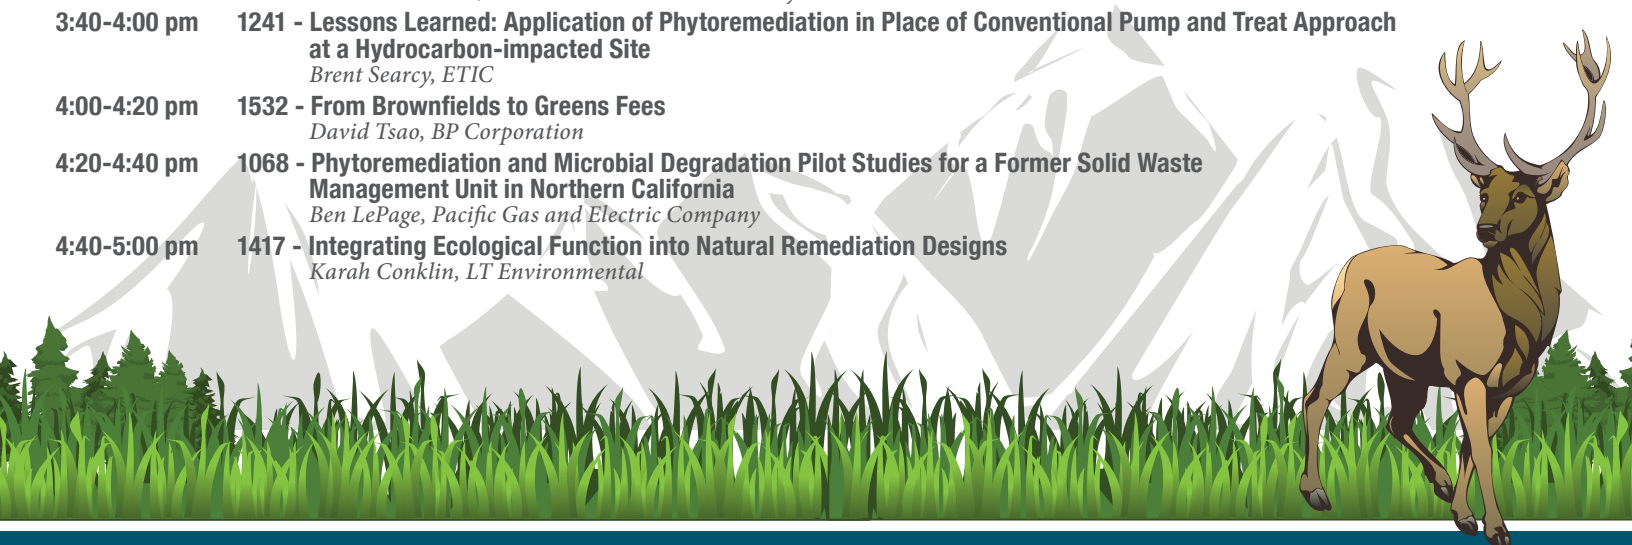 3:40-4:00 pm 1241 - Lessons Learned: Application of Phytoremediation in Place of Conventional Pump and Treat Approach
at a Hydrocarbon-impacted Site
Brent Searcy, ETIC
4:00-4:20 pm 1532 - From Brownfields to Greens Fees
David Tsao, BP Corporation
4:20-4:40 pm 1068 - Phytoremediation and Microbial Degradation Pilot Studies for a Former Solid Waste
Management Unit in Northern California
Ben LePage, Pacific Gas and Electric Company
4:40-5:00 pm 1417 - Integrating Ecological Function into Natural Remediation Designs
Karah Conklin, LT Environmental